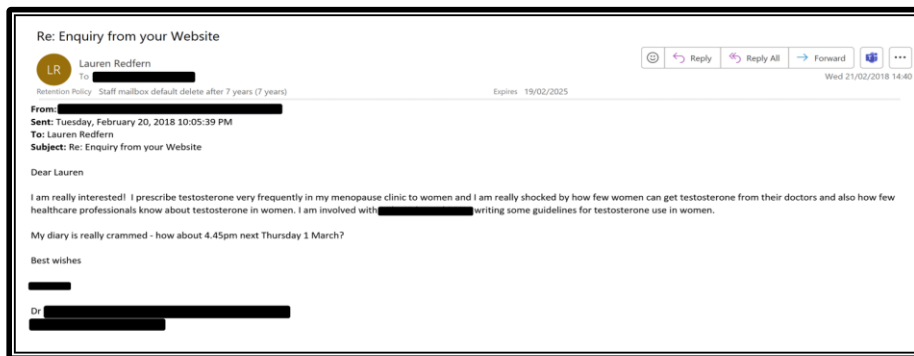 Re: Enquiry from your Website
LR
Lauren Redfern
To
Reply
Reply All
Forward
Wed 21/02/2018 14:40
Retention Policy Staff mailbox default delete after 7 years (7 years)
Expires 19/02/2025
From:
Sent: Tuesday, February 20, 2018 10:05:39 PM
To: Lauren Redfern
Subject: Re: Enquiry from your Website
Dear Lauren
I am really interested!  I prescribe testosterone very frequently in my menopause clinic to women and I am really shocked by how few women can get testosterone from their doctors and also how few
healthcare professionals know about testosterone in women. I am involved with writing some guidelines for testosterone use in women.
My diary is really crammed - how about 4.45pm next Thursday 1 March?
Best wishes
Dr